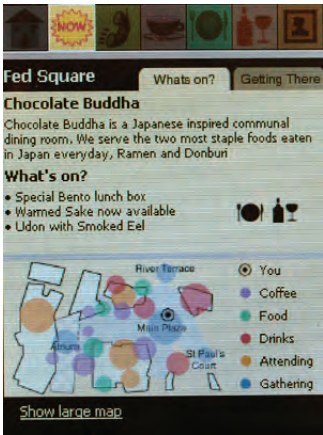 NOW
Fed Square
Whats on?
Getting There
Chocolate Buddha
Chocolate Buddha is a Japanese inspired communal
dining room. We serve the two most staple foods eaten
in Japan everyday, Ramen and Donburi
What's on?
• Special Bento lunch box
• Warmed Sake now available
• Udon with Smoked Eel
River Terrace
Main Plaza
Atrium
St Paul's
Court
You
Coffee
Food
Drinks
Attending
Gathering
Show large map